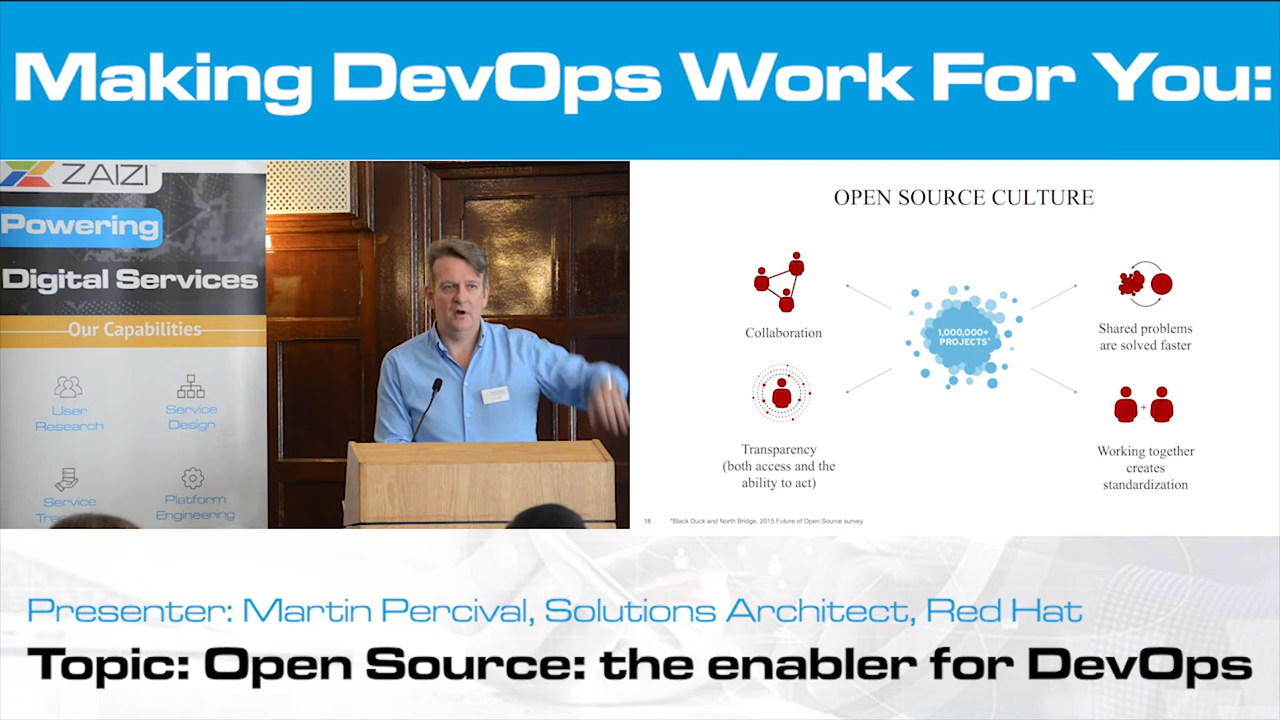 Making DevOps Work For You:
ZAIZI
Powering
Digital Services
Our Capabilities
User
Research
Service
Design
Service
Platform
Engineering
OPEN SOURCE CULTURE
Collaboration
1,000,000+
PROJECTS*
Shared problems
are solved faster
Transparency
(both access and the
ability to act)
Working together
creates
standardization
18
*Black Duck and North Bridge, 2015 Future of Open Source survey
Presenter: Martin Percival, Solutions Architect, Red Hat
Topic: Open Source: the enabler for DevOps